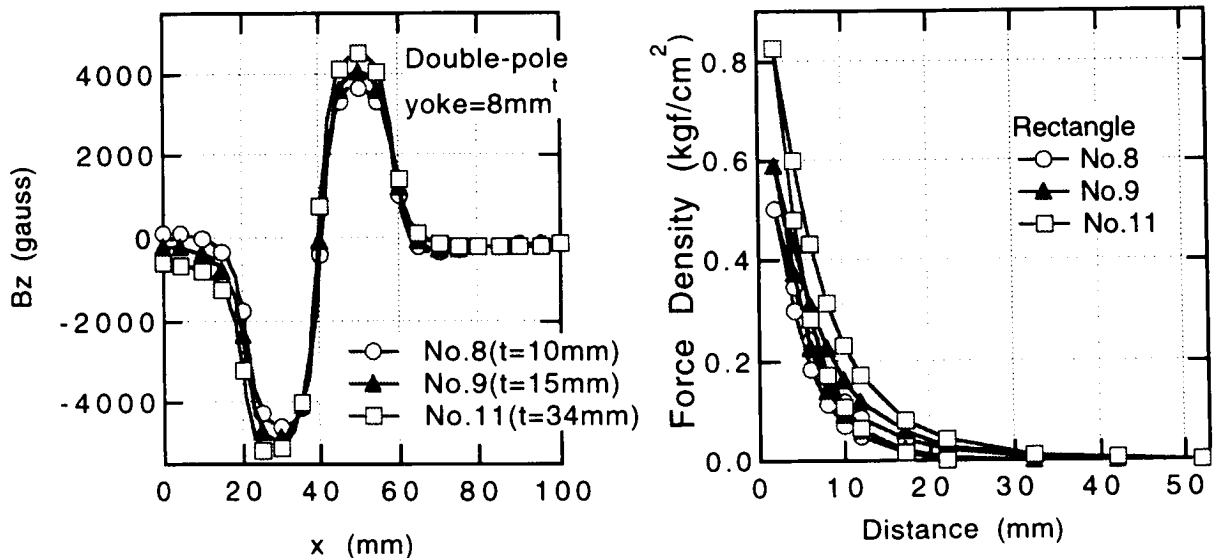 4000
2000
0
-2000
-4000
Bz (gauss)
Double-pole
yoke=8mm^t
No.8(t=10mm)
No.9(t=15mm)
No.11(t=34mm)
0 20 40 60 80 100
x (mm)
0.8
0.6
0.4
0.2
0.0
Force Density (kgf/cm²)
Rectangle
No.8
No.9
No.11
0 10 20 30 40 50
Distance (mm)